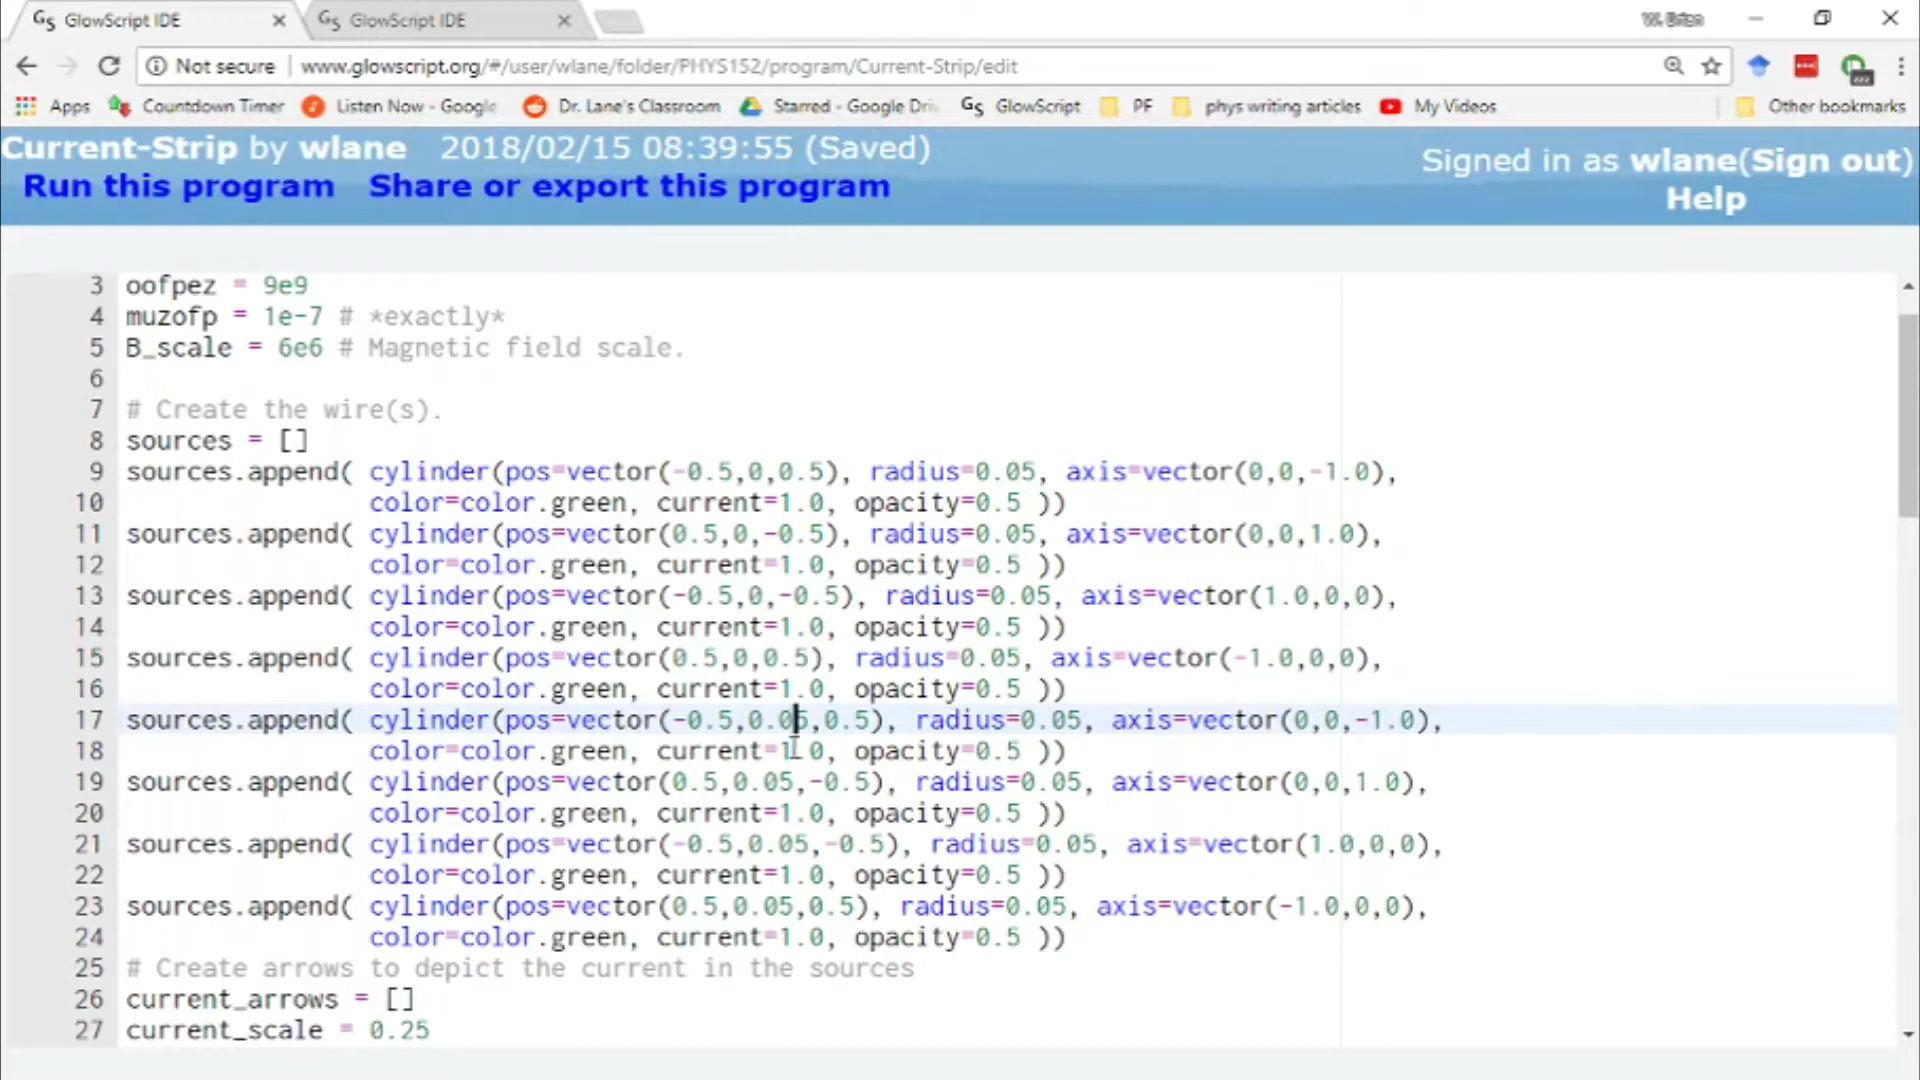 GlowScript IDE
GlowScript IDE
Not secure
www.glowscript.org/#/user/wlane/folder/PHYS152/program/Current-Strip/edit
Apps
Countdown Timer
Listen Now - Google
Dr. Lane's Classroom
Starred - Google Driv
GlowScript
PF
phys writing articles
My Videos
Other bookmarks
Current-Strip by wlane 2018/02/15 08:39:55 (Saved)
Signed in as wlane(Sign out)
Run this program Share or export this program
Help
3 oofpez = 9e9
4 muzofp = 1e-7 # *exactly*
5 B_scale = 6e6 # Magnetic field scale.
6
7 # Create the wire(s).
8 sources = []
9 sources.append( cylinder(pos=vector(-0.5,0,0.5), radius=0.05, axis=vector(0,0,-1.0),
10 color=color.green, current=1.0, opacity=0.5 ))
11 sources.append( cylinder(pos=vector(0.5,0,-0.5), radius=0.05, axis=vector(0,0,1.0),
12 color=color.green, current=1.0, opacity=0.5 ))
13 sources.append( cylinder(pos=vector(-0.5,0,-0.5), radius=0.05, axis=vector(1.0,0,0),
14 color=color.green, current=1.0, opacity=0.5 ))
15 sources.append( cylinder(pos=vector(0.5,0,0.5), radius=0.05, axis=vector(-1.0,0,0),
16 color=color.green, current=1.0, opacity=0.5 ))
17 sources.append( cylinder(pos=vector(-0.5,0.05,0.5), radius=0.05, axis=vector(0,0,-1.0),
18 color=color.green, current=1.0, opacity=0.5 ))
19 sources.append( cylinder(pos=vector(0.5,0.05,-0.5), radius=0.05, axis=vector(0,0,1.0),
20 color=color.green, current=1.0, opacity=0.5 ))
21 sources.append( cylinder(pos=vector(-0.5,0.05,-0.5), radius=0.05, axis=vector(1.0,0,0),
22 color=color.green, current=1.0, opacity=0.5 ))
23 sources.append( cylinder(pos=vector(0.5,0.05,0.5), radius=0.05, axis=vector(-1.0,0,0),
24 color=color.green, current=1.0, opacity=0.5 ))
25 # Create arrows to depict the current in the sources
26 current_arrows = []
27 current_scale = 0.25